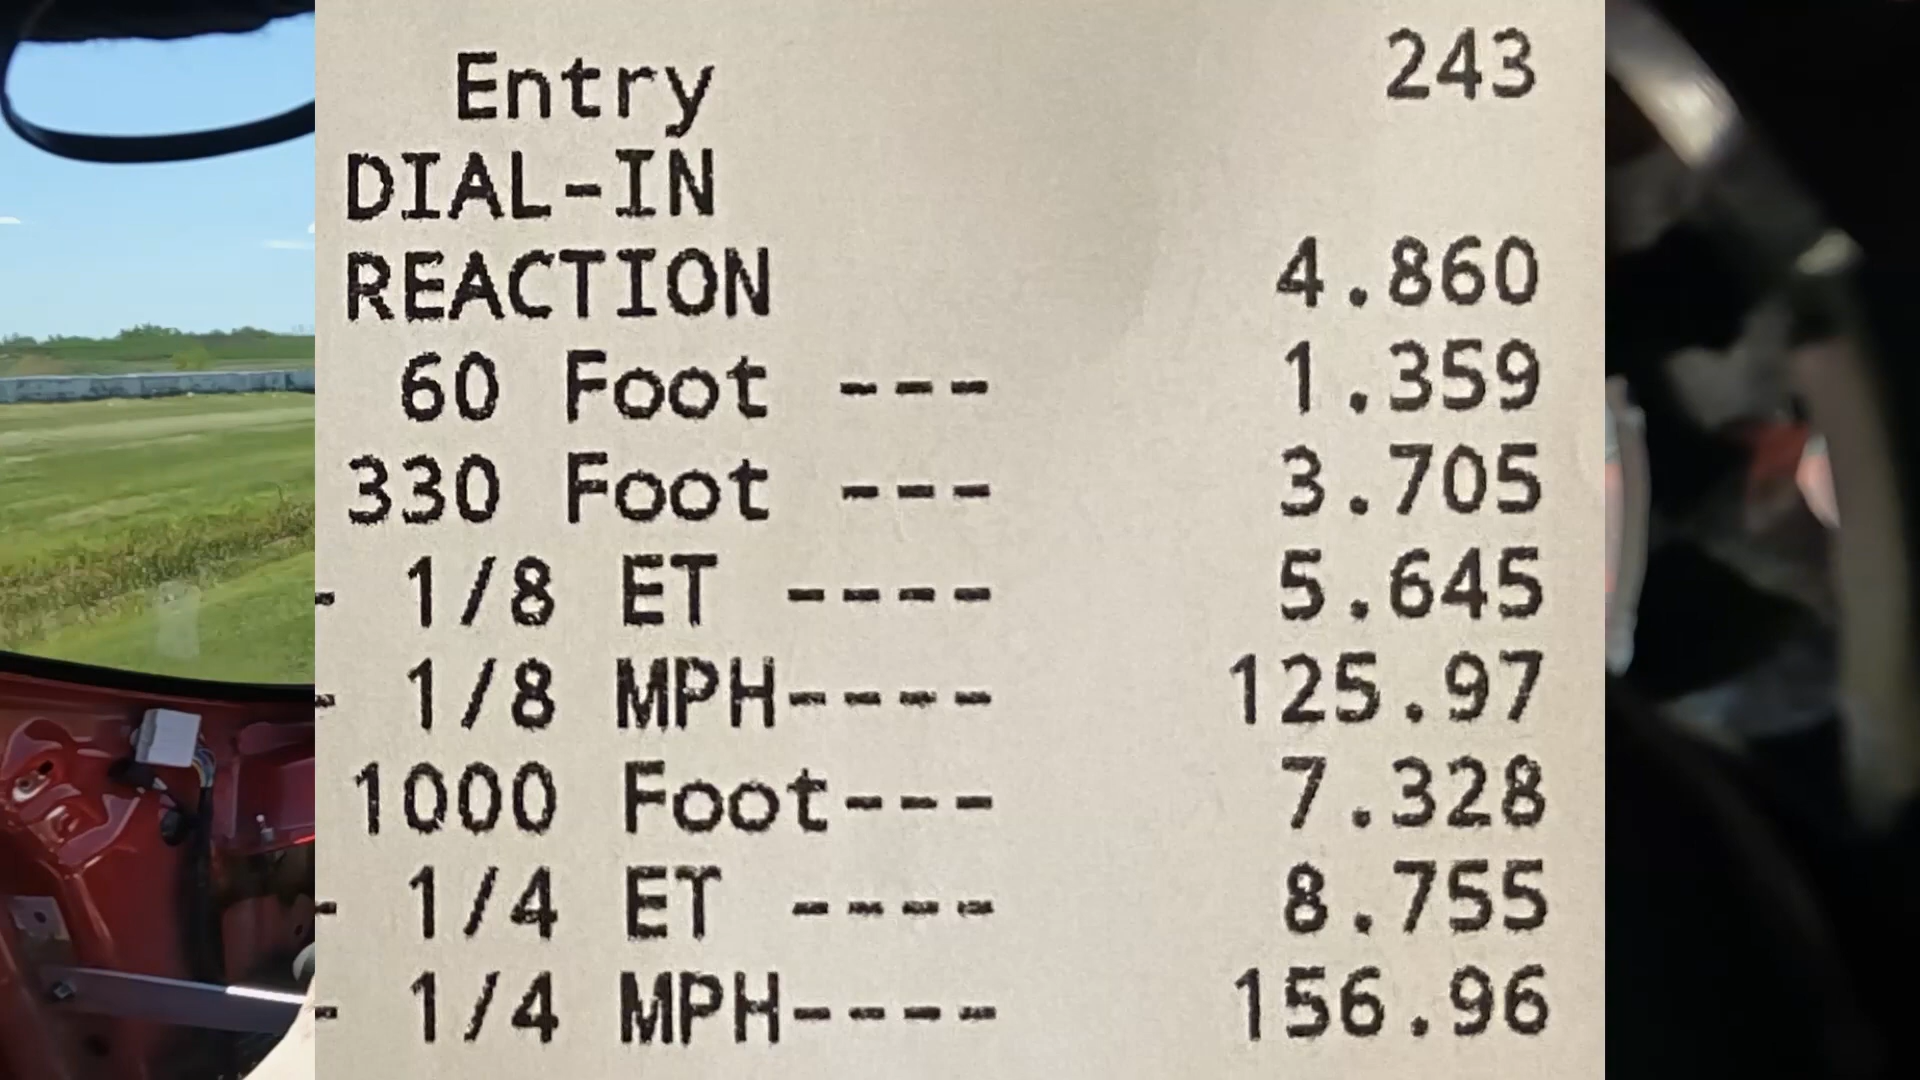 Entry 243
DIAL-IN
REACTION 4.860
60 Foot --- 1.359
330 Foot --- 3.705
- 1/8 ET ---- 5.645
- 1/8 MPH---- 125.97
1000 Foot--- 7.328
- 1/4 ET ---- 8.755
- 1/4 MPH---- 156.96